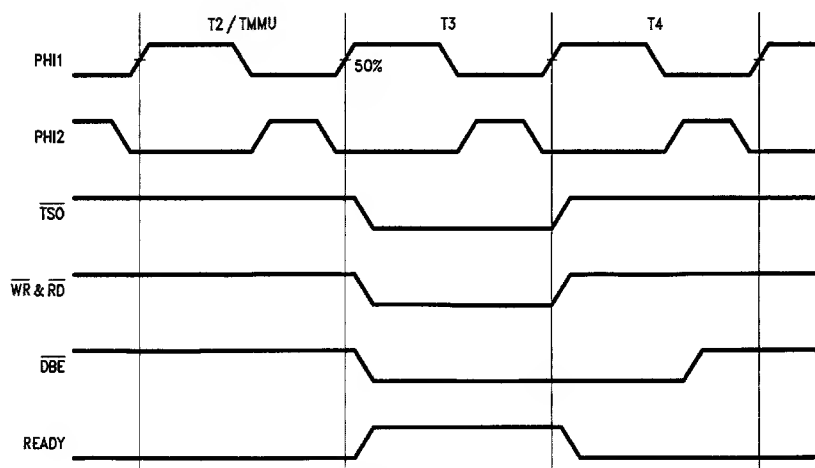 T2 / TMMU
T3
T4
PHI1
50%
PHI2
TSO
WR & RD
DBE
READY